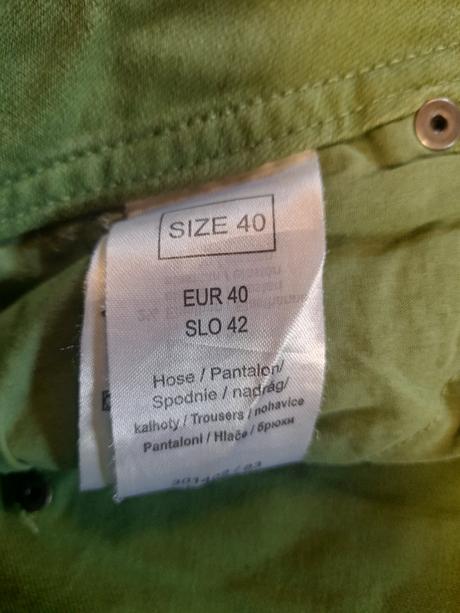 SIZE 40
EUR 40
SLO 42
Hose / Pantalon/
Spodnie / nadrág/
kalhoty / Trousers / nohavice
Pantaloni / Hlače / брюки